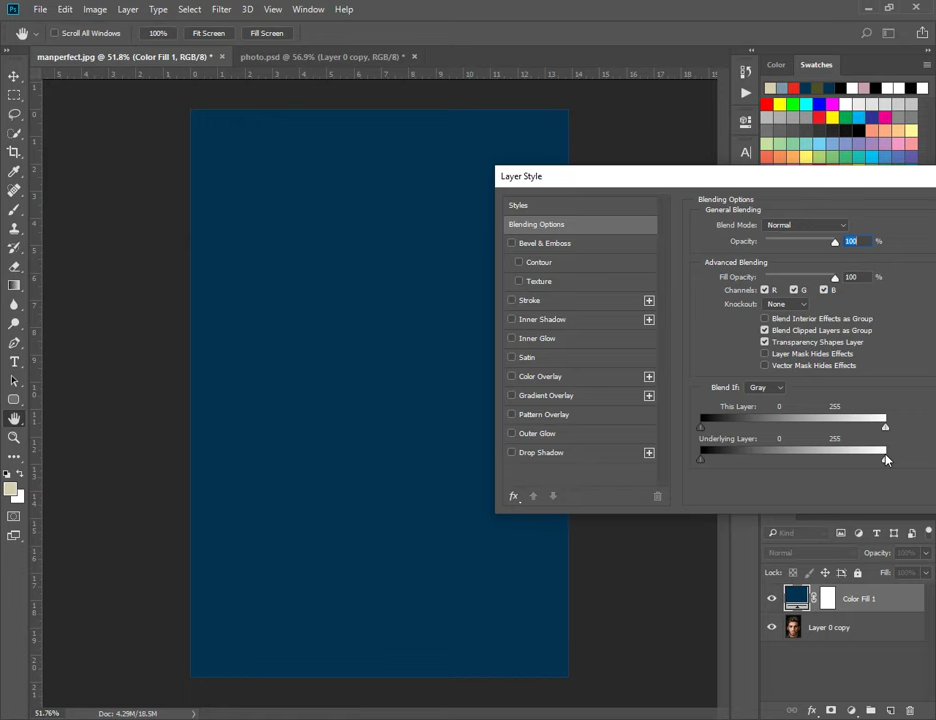 Ps File Edit Image Layer Type Select Filter 3D View Window Help
Scroll All Windows 100% Fit Screen Fill Screen
manperfect.jpg @ 51.8% (Color Fill 1, RGB/8) * × photo.psd @ 56.9% (Layer 0 copy, RGB/8) * ×
Color Swatches
Layer Style
Styles
Blending Options
Bevel & Emboss
Contour
Texture
Stroke
Inner Shadow
Inner Glow
Satin
Color Overlay
Gradient Overlay
Pattern Overlay
Outer Glow
Drop Shadow
fx
Blending Options
General Blending
Blend Mode: Normal
Opacity: 100 %
Advanced Blending
Fill Opacity: 100 %
Channels: R G B
Knockout: None
Blend Interior Effects as Group
Blend Clipped Layers as Group
Transparency Shapes Layer
Layer Mask Hides Effects
Vector Mask Hides Effects
Blend If: Gray
This Layer: 0 255
Underlying Layer: 0 255
Kind
Normal Opacity: 100%
Lock: Fill: 100%
Color Fill 1
Layer 0 copy
51.76% Doc: 4.29M/18.5M